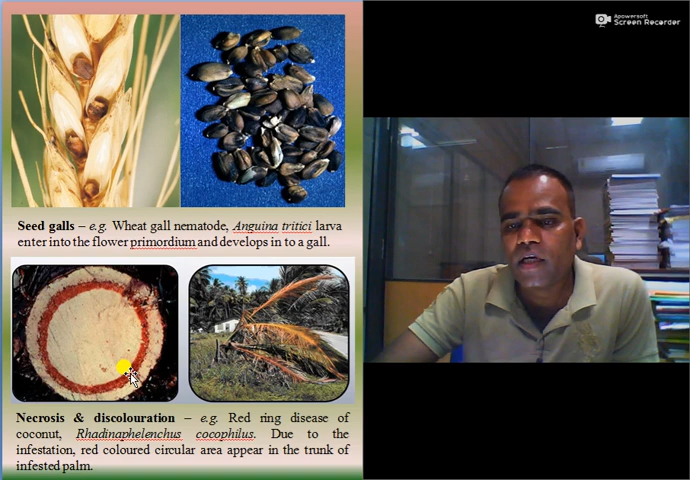 Apowersoft
Screen Recorder
Seed galls – e.g. Wheat gall nematode, Anguina tritici larva
enter into the flower primordium and develops in to a gall.
Necrosis & discolouration – e.g. Red ring disease of
coconut, Rhadinaphelenchus cocophilus. Due to the
infestation, red coloured circular area appear in the trunk of
infested palm.